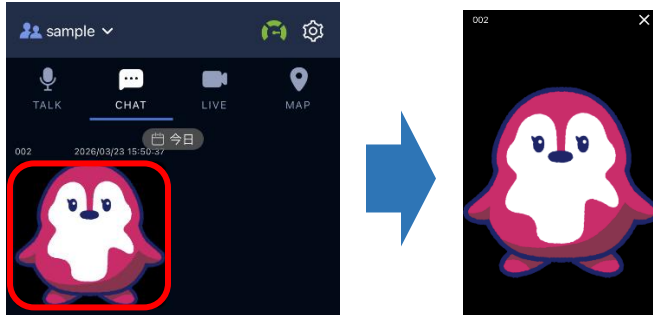 sample
TALK CHAT LIVE MAP
今日
002 2026/03/23 15:50:37
002